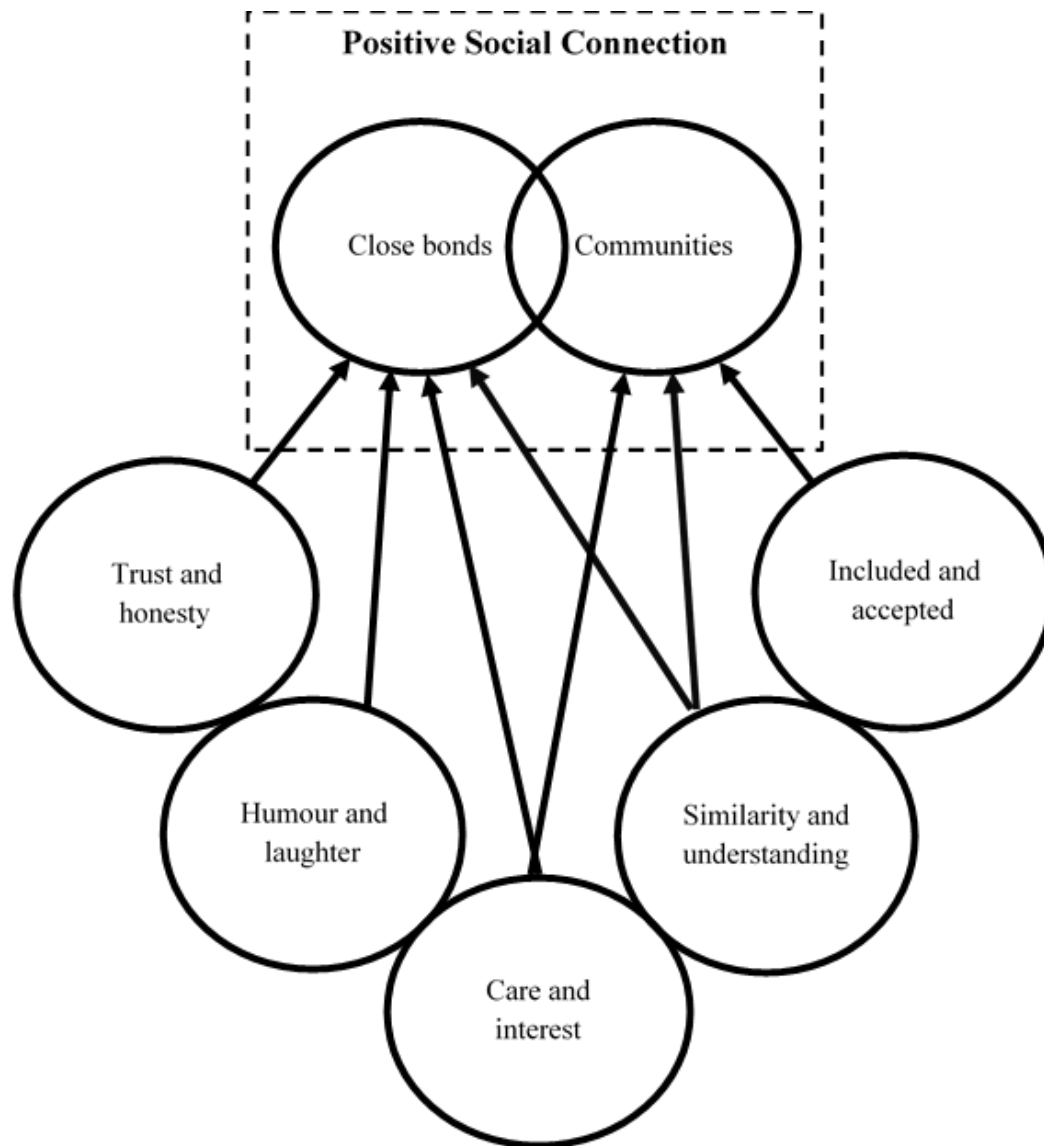 Positive Social Connection
Close bonds
Communities
Trust and
honesty
Included and
accepted
Humour and
laughter
Similarity and
understanding
Care and
interest